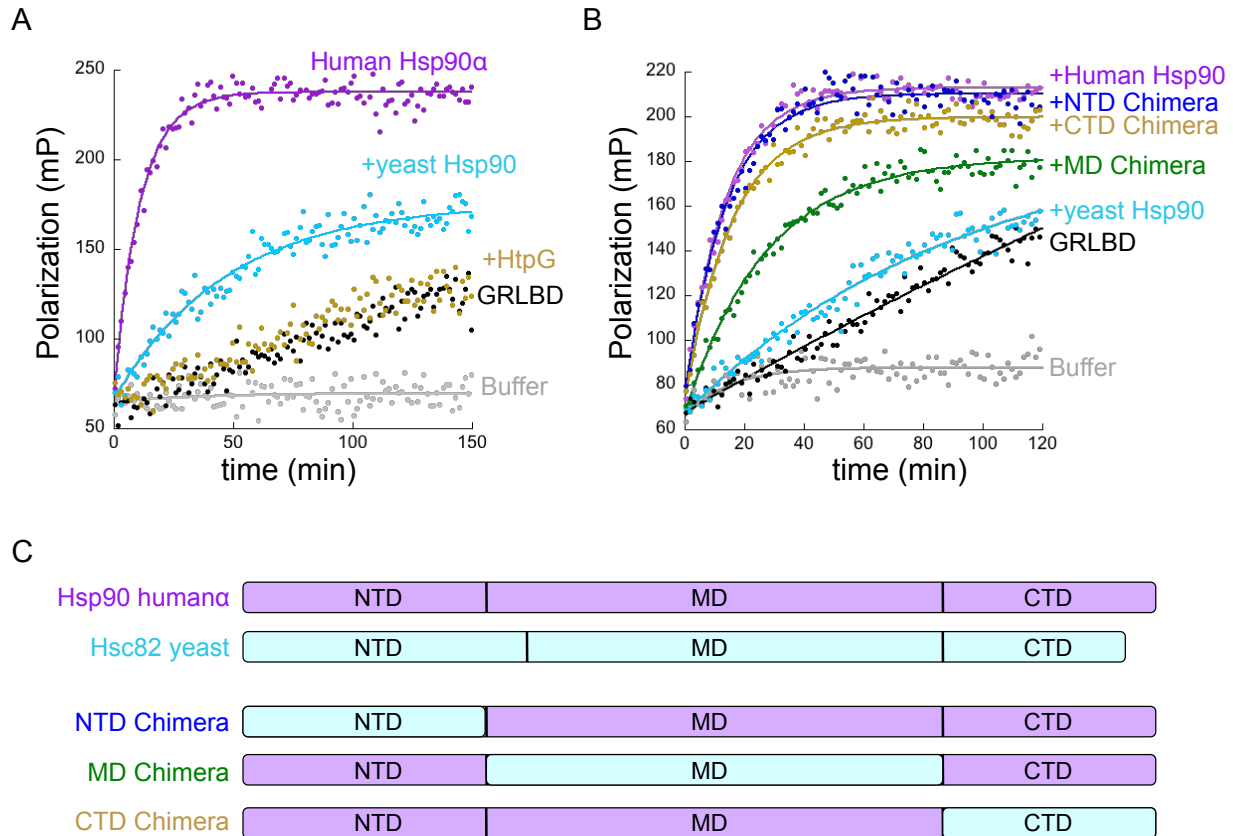 A
Polarization (mP)
250
200
150
100
50
0
50
100
150
time (min)
Human Hsp90α
+yeast Hsp90
+HtpG
GRLBD
Buffer
B
Polarization (mP)
220
200
180
160
140
120
100
80
60
0
20
40
60
80
100
120
time (min)
+Human Hsp90
+NTD Chimera
+CTD Chimera
+MD Chimera
+yeast Hsp90
GRLBD
Buffer
C
Hsp90 humanα NTD MD CTD
Hsc82 yeast NTD MD CTD
NTD Chimera NTD MD CTD
MD Chimera NTD MD CTD
CTD Chimera NTD MD CTD